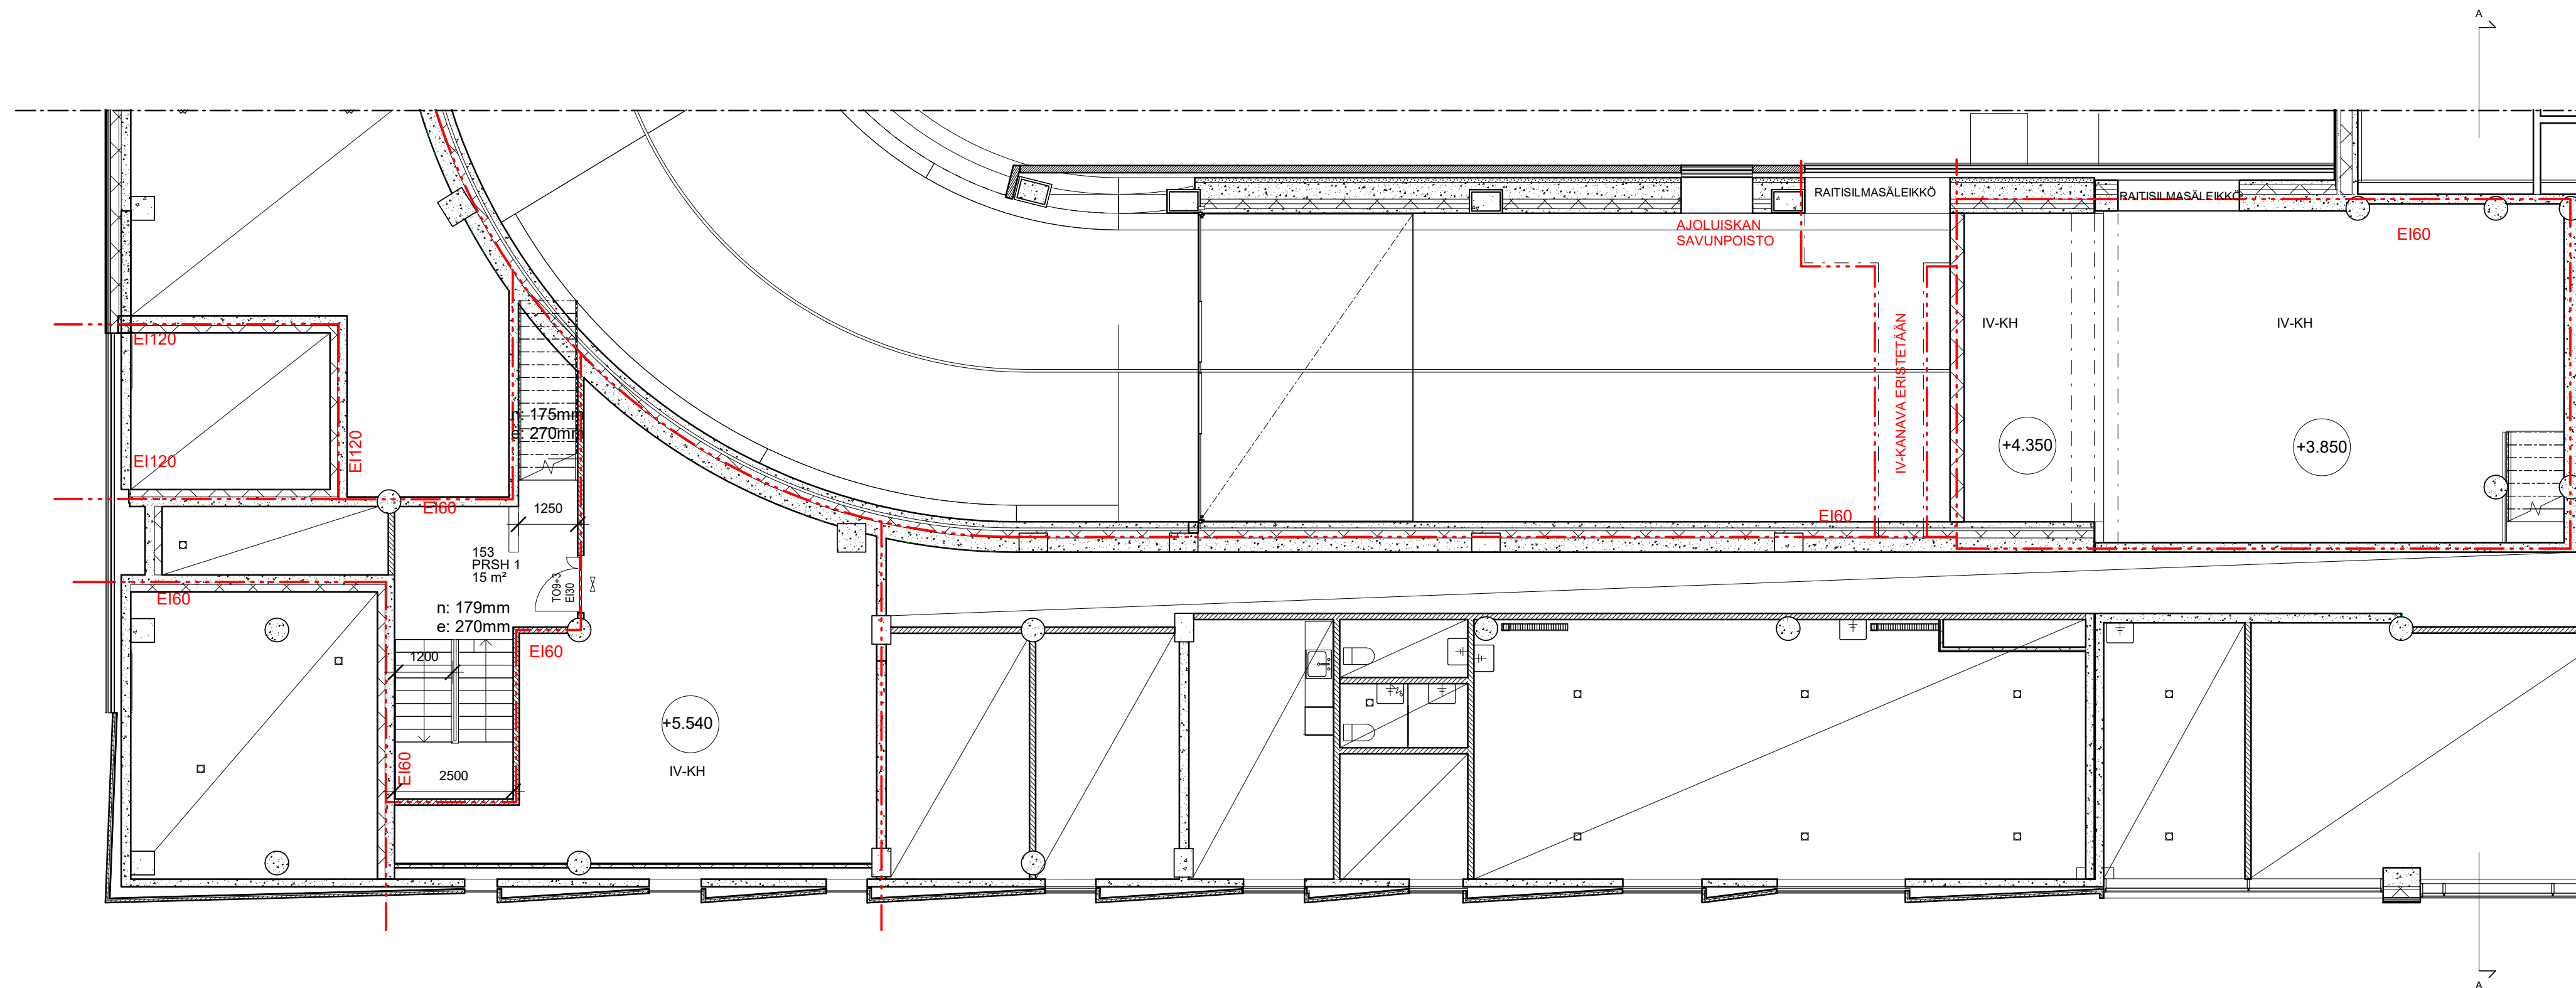 A
RAITISILMASÄLEIKKÖ
RAITISILMASÄLEIKKÖ
AJOLUISKAN
SAVUNPOISTO
EI60
IV-KH
IV-KH
EI120
EI120
EI120
IV-KANAVA ERISTETÄÄN
+4.350
+3.850
n: 175mm
e: 270mm
EI60
1250
EI60
153
PRSH 1
15 m²
TO9+3
EI30
EI60
n: 179mm
e: 270mm
EI60
1200
+5.540
IV-KH
EI60
2500
A